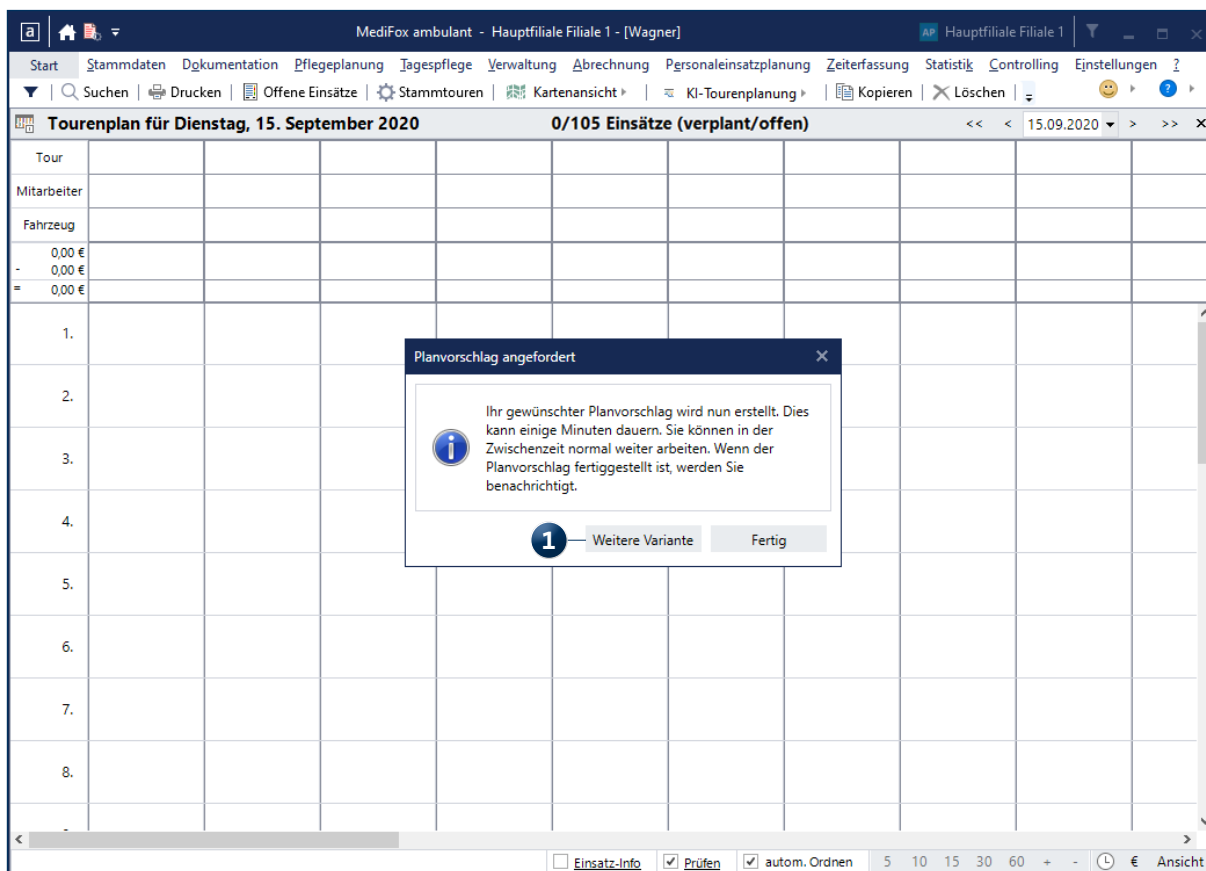 a MediFox ambulant - Hauptfiliale Filiale 1 - [Wagner] AP Hauptfiliale Filiale 1
Start Stammdaten Dokumentation Pflegeplanung Tagespflege Verwaltung Abrechnung Personaleinsatzplanung Zeiterfassung Statistik Controlling Einstellungen ?
Suchen Drucken Offene Einsätze Stammtouren Kartenansicht KI-Tourenplanung Kopieren Löschen ?
Tourenplan für Dienstag, 15. September 2020 0/105 Einsätze (verplant/offen) << < 15.09.2020 > >> X
Tour
Mitarbeiter
Fahrzeug
0,00 €
- 0,00 €
= 0,00 €
1.
Planvorschlag angefordert
2.
Ihr gewünschter Planvorschlag wird nun erstellt. Dies
kann einige Minuten dauern. Sie können in der
Zwischenzeit normal weiter arbeiten. Wenn der
Planvorschlag fertiggestellt ist, werden Sie
benachrichtigt.
3.
4.
1 Weitere Variante Fertig
5.
6.
7.
8.
Einsatz-Info Prüfen autom. Ordnen 5 10 15 30 60 + - € Ansicht